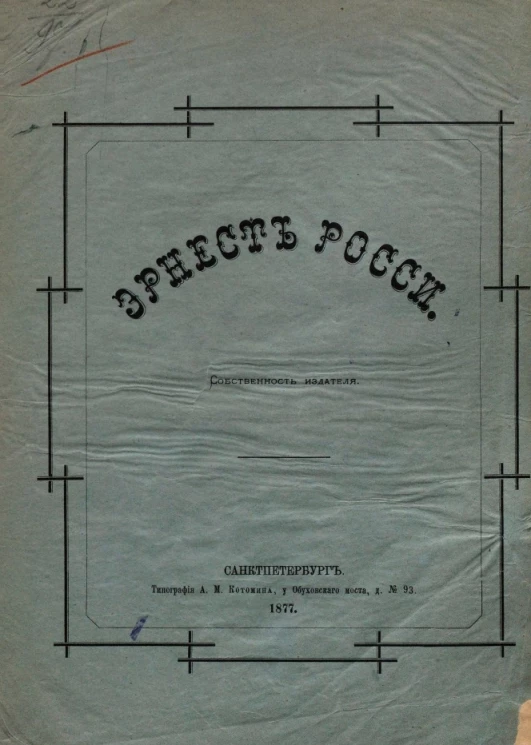 ЭРНЕСТЪ РОССИ.
Собственность издателя.
САНКТПЕТЕРБУРГЪ.
Типографія А. М. Котомина, у Обуховскаго моста, д. № 93.
1877.